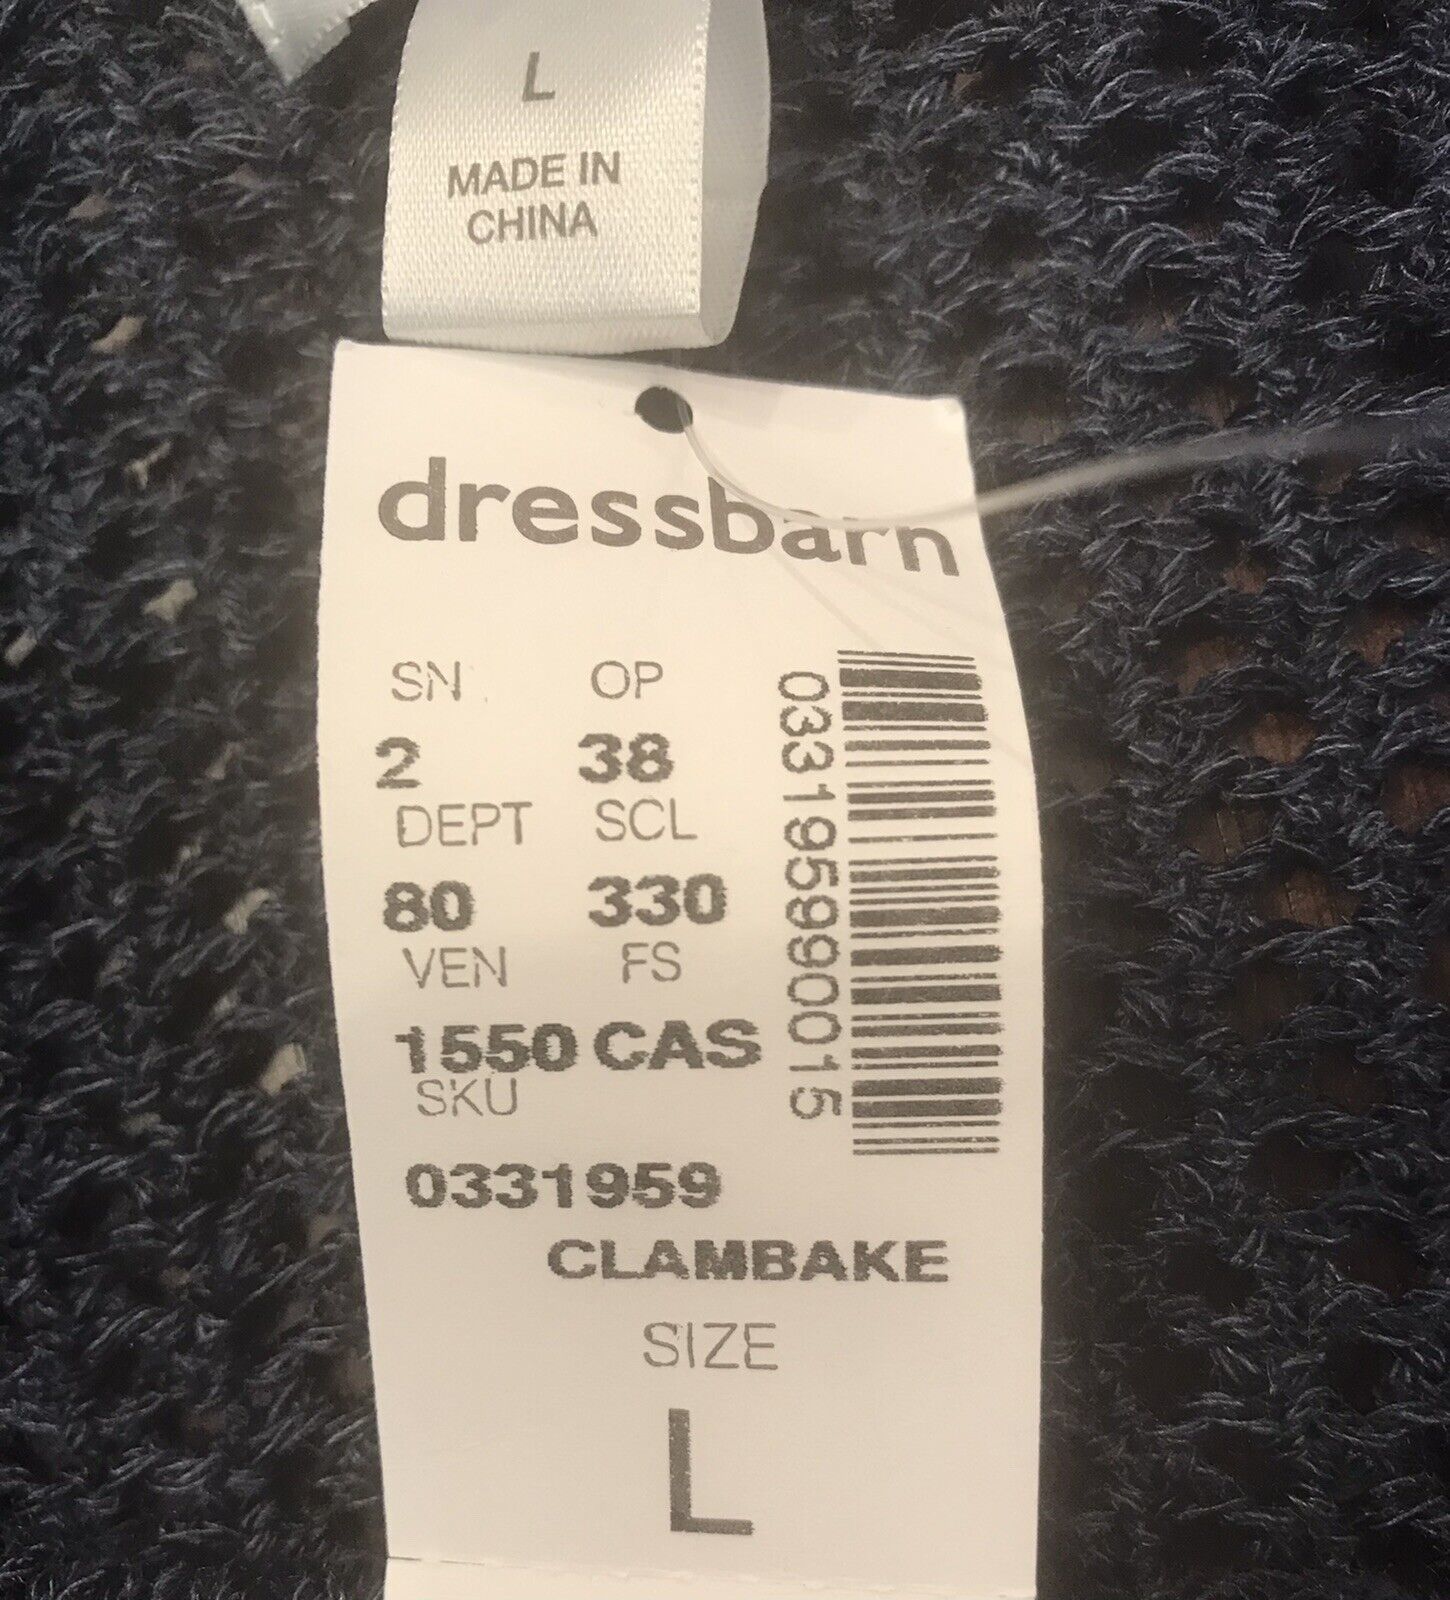 L
MADE IN
CHINA
dressbarn
SN OP
2 38
DEPT SCL
80 330
VEN FS
1550 CAS
SKU
0331959
CLAMBAKE
SIZE
L
033195990015